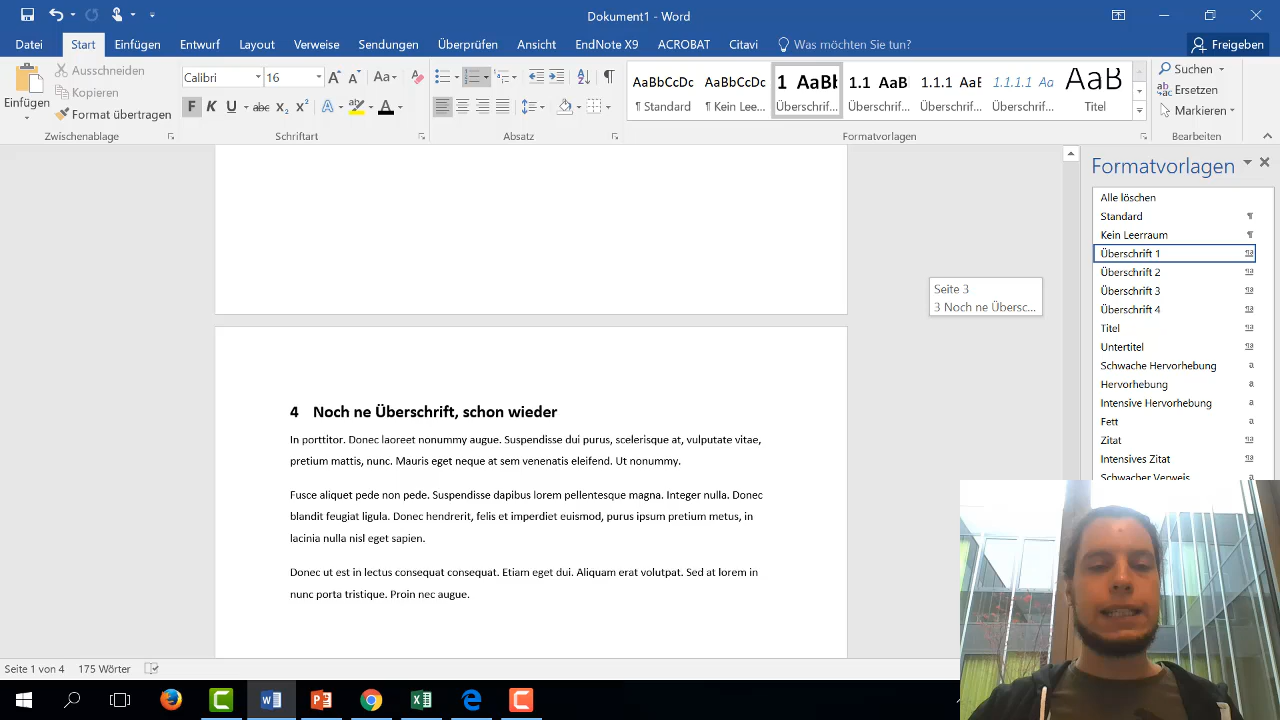 Dokument1 - Word
Datei Start Einfügen Entwurf Layout Verweise Sendungen Überprüfen Ansicht EndNote X9 ACROBAT Citavi Was möchten Sie tun? Freigeben
Einfügen
Ausschneiden
Kopieren
Format übertragen
Zwischenablage
Calibri 16
Aa
F K U abc x₂ x²
Schriftart
Absatz
AaBbCcDc AaBbCcDc 1 AaBb 1.1 AaB 1.1.1 Aa 1.1.1.1 Aa AaB
¶ Standard ¶ Kein Lee... Überschrif... Überschrif... Überschrif... Überschrif... Titel
Formatvorlagen
Suchen
Ersetzen
Markieren
Bearbeiten
Seite 3
3 Noch ne Übersc...
4 Noch ne Überschrift, schon wieder
In porttitor. Donec laoreet nonummy augue. Suspendisse dui purus, scelerisque at, vulputate vitae,
pretium mattis, nunc. Mauris eget neque at sem venenatis eleifend. Ut nonummy.
Fusce aliquet pede non pede. Suspendisse dapibus lorem pellentesque magna. Integer nulla. Donec
blandit feugiat ligula. Donec hendrerit, felis et imperdiet euismod, purus ipsum pretium metus, in
lacinia nulla nisl eget sapien.
Donec ut est in lectus consequat consequat. Etiam eget dui. Aliquam erat volutpat. Sed at lorem in
nunc porta tristique. Proin nec augue.
Formatvorlagen
Alle löschen
Standard ¶
Kein Leerraum ¶
Überschrift 1 ¶a
Überschrift 2 ¶a
Überschrift 3 ¶a
Überschrift 4 ¶a
Titel ¶a
Untertitel ¶a
Schwache Hervorhebung a
Hervorhebung a
Intensive Hervorhebung a
Fett a
Zitat ¶a
Intensives Zitat ¶a
Schwacher Verweis
Seite 1 von 4 175 Wörter